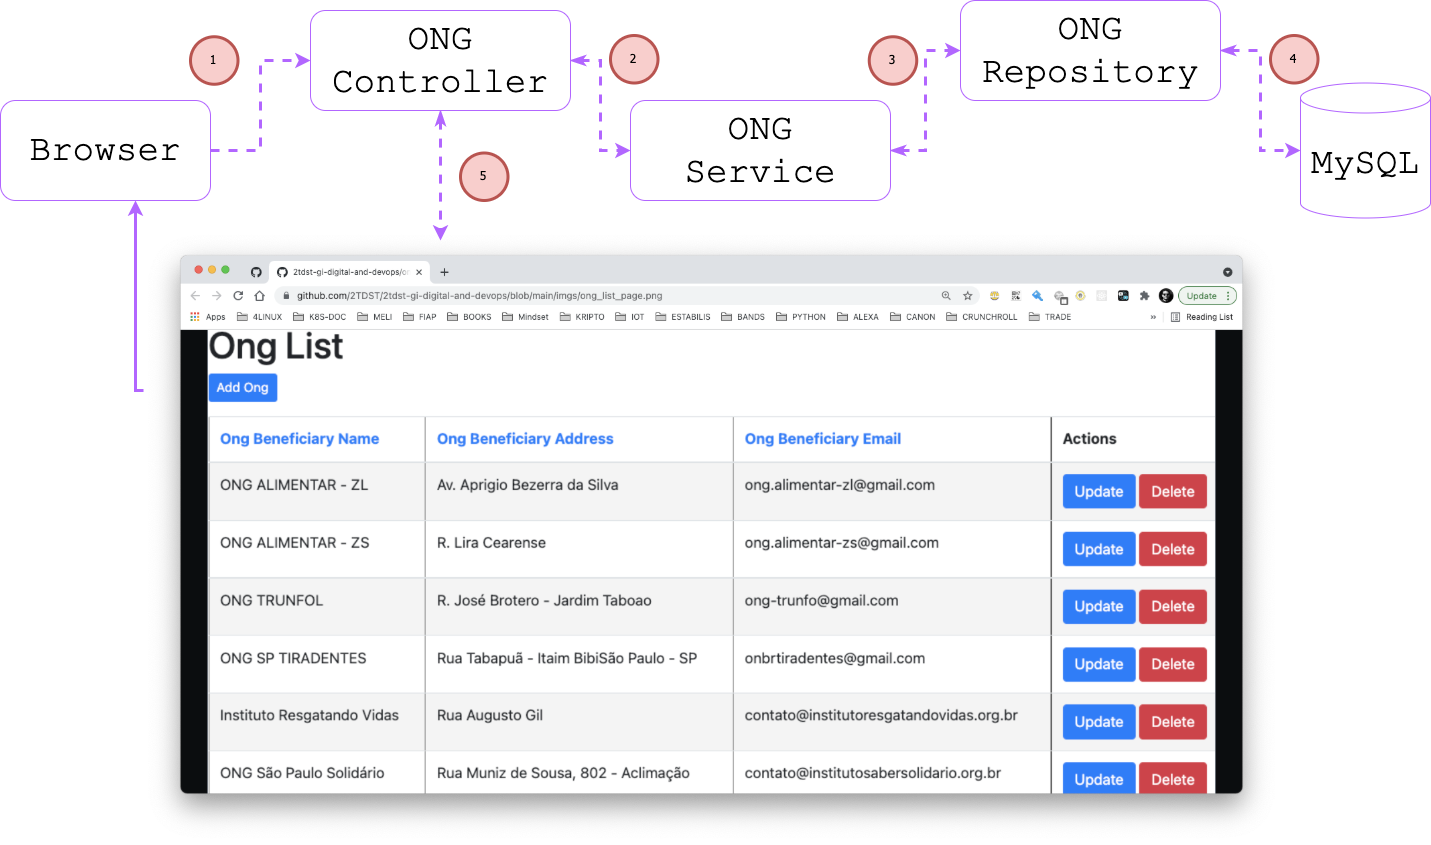 1
ONG
Controller
2
3
ONG
Repository
4
Browser
ONG
Service
MySQL
5
2tdst-gi-digital-and-devops/or
github.com/2TDST/2tdst-gi-digital-and-devops/blob/main/imgs/ong_list_page.png
Update
Apps 4LINUX K8S-DOC MELI FIAP BOOKS Mindset KRIPTO IOT ESTABILIS BANDS PYTHON ALEXA CANON CRUNCHROLL TRADE » Reading List
Ong List
Add Ong
Ong Beneficiary Name Ong Beneficiary Address Ong Beneficiary Email Actions
ONG ALIMENTAR - ZL Av. Aprigio Bezerra da Silva ong.alimentar-zl@gmail.com Update Delete
ONG ALIMENTAR - ZS R. Lira Cearense ong.alimentar-zs@gmail.com Update Delete
ONG TRUNFOL R. José Brotero - Jardim Taboao ong-trunfo@gmail.com Update Delete
ONG SP TIRADENTES Rua Tabapuã - Itaim BibiSão Paulo - SP onbrtiradentes@gmail.com Update Delete
Instituto Resgatando Vidas Rua Augusto Gil contato@institutoresgatandovidas.org.br Update Delete
ONG São Paulo Solidário Rua Muniz de Sousa, 802 - Aclimação contato@institutosabersolidario.org.br Update Delete